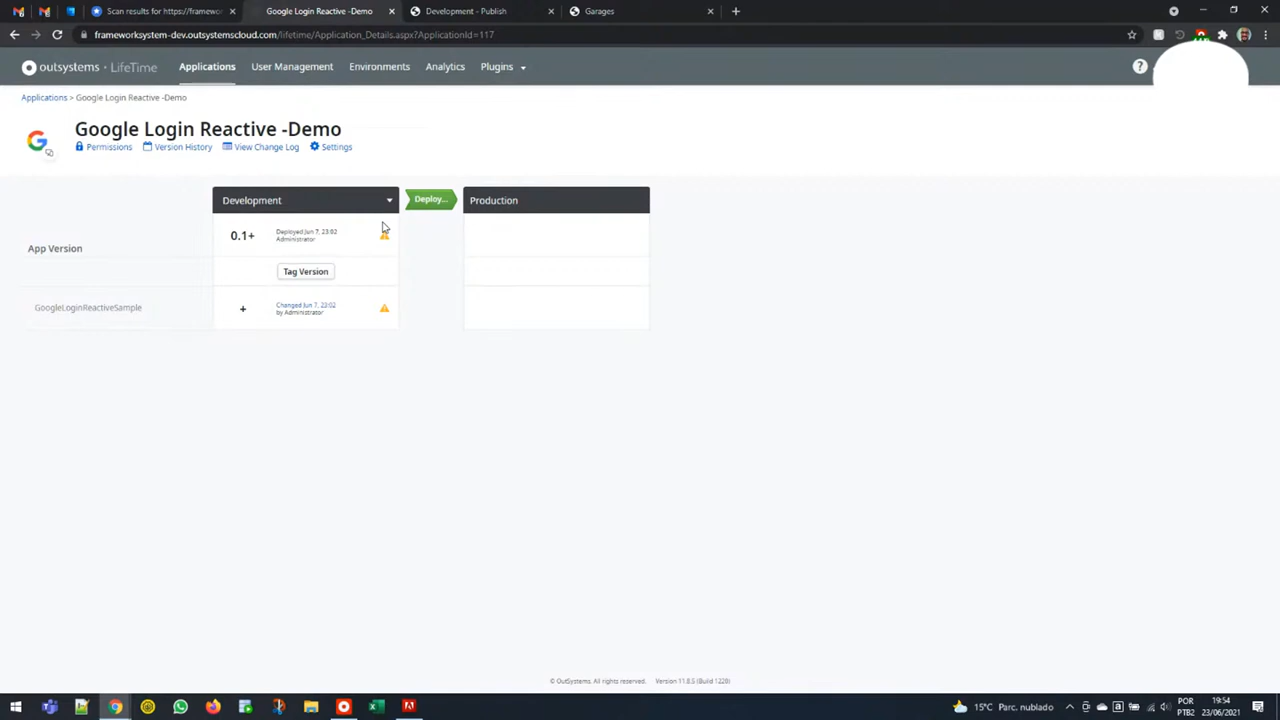 Scan results for https://framewo
Google Login Reactive -Demo
Development - Publish
Garages
frameworksystem-dev.outsystemscloud.com/lifetime/Application_Details.aspx?ApplicationId=117
outsystems • LifeTime
Applications
User Management
Environments
Analytics
Plugins
Applications > Google Login Reactive -Demo
Google Login Reactive -Demo
Permissions
Version History
View Change Log
Settings
Development
Deploy...
Production
App Version
0.1+
Deployed Jun 7, 23:02
Administrator
Tag Version
GoogleLoginReactiveSample
+
Changed Jun 7, 23:02
by Administrator
© OutSystems. All rights reserved. Version 11.8.5 (Build 1220)
15°C Parc. nublado
POR
PTB2
19:54
23/06/2021